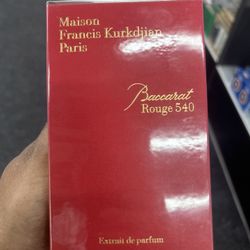 Maison
Francis Kurkdjian
Paris
Baccarat
Rouge 540
Extrait de parfum